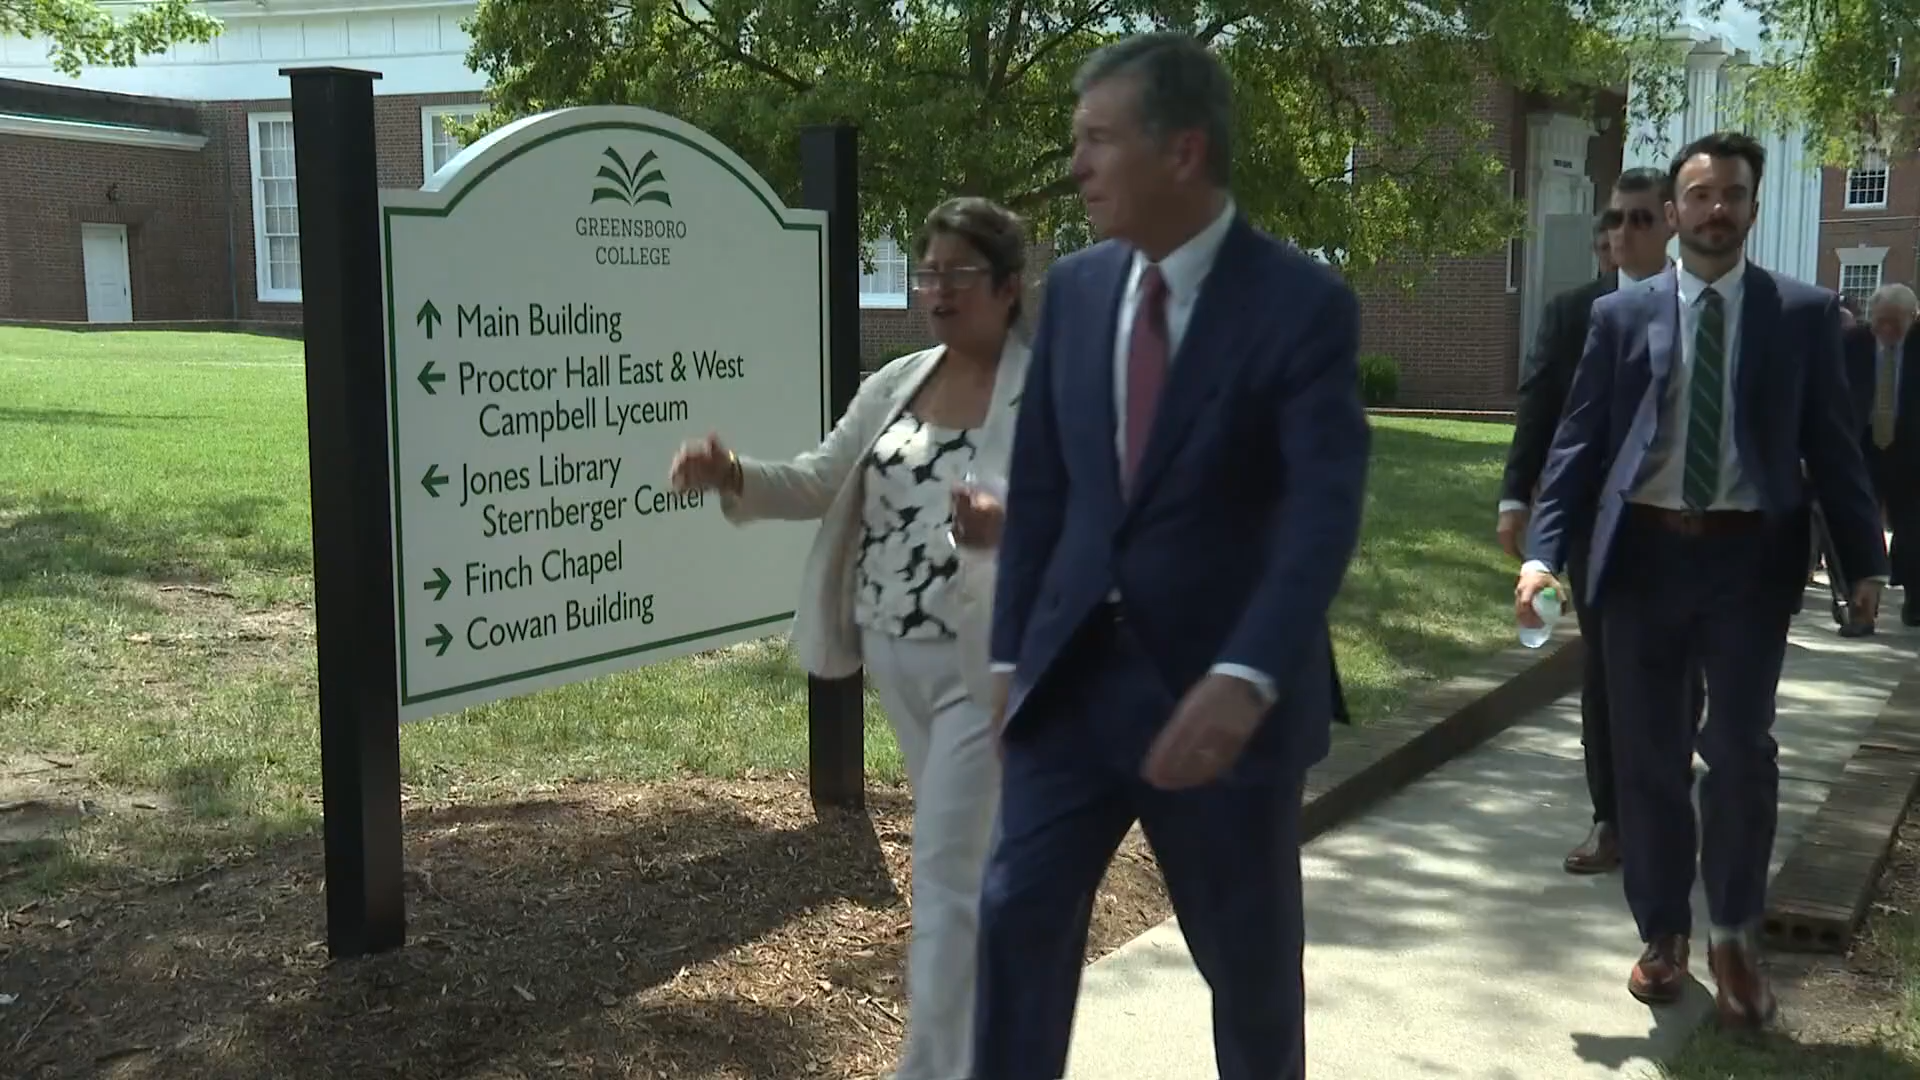 GREENSBORO
COLLEGE
↑ Main Building
← Proctor Hall East & West
Campbell Lyceum
← Jones Library
Sternberger Center
→ Finch Chapel
→ Cowan Building